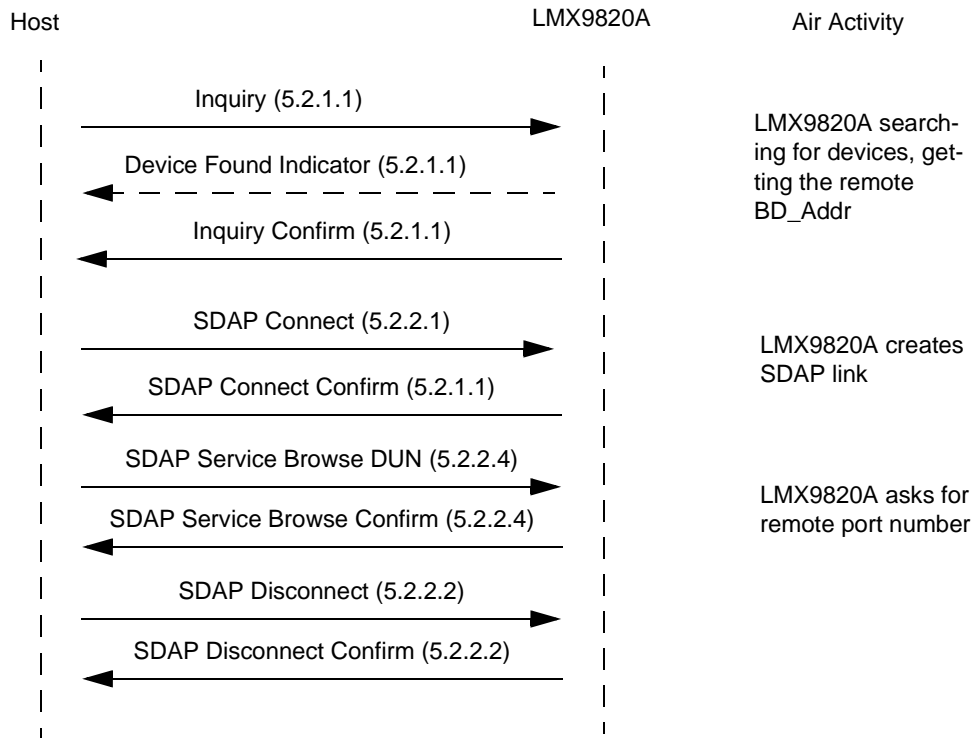 Host
LMX9820A
Air Activity
Inquiry (5.2.1.1)
Device Found Indicator (5.2.1.1)
Inquiry Confirm (5.2.1.1)
LMX9820A search-
ing for devices, get-
ting the remote
BD_Addr
SDAP Connect (5.2.2.1)
SDAP Connect Confirm (5.2.1.1)
LMX9820A creates
SDAP link
SDAP Service Browse DUN (5.2.2.4)
SDAP Service Browse Confirm (5.2.2.4)
LMX9820A asks for
remote port number
SDAP Disconnect (5.2.2.2)
SDAP Disconnect Confirm (5.2.2.2)